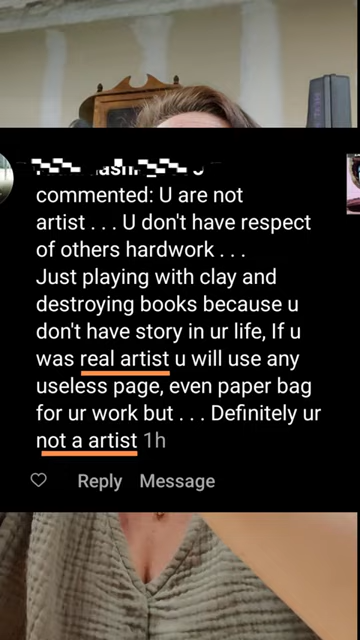 commented: U are not
artist . . . U don't have respect
of others hardwork . . .
Just playing with clay and
destroying books because u
don't have story in ur life, If u
was real artist u will use any
useless page, even paper bag
for ur work but . . . Definitely ur
not a artist 1h
Reply Message